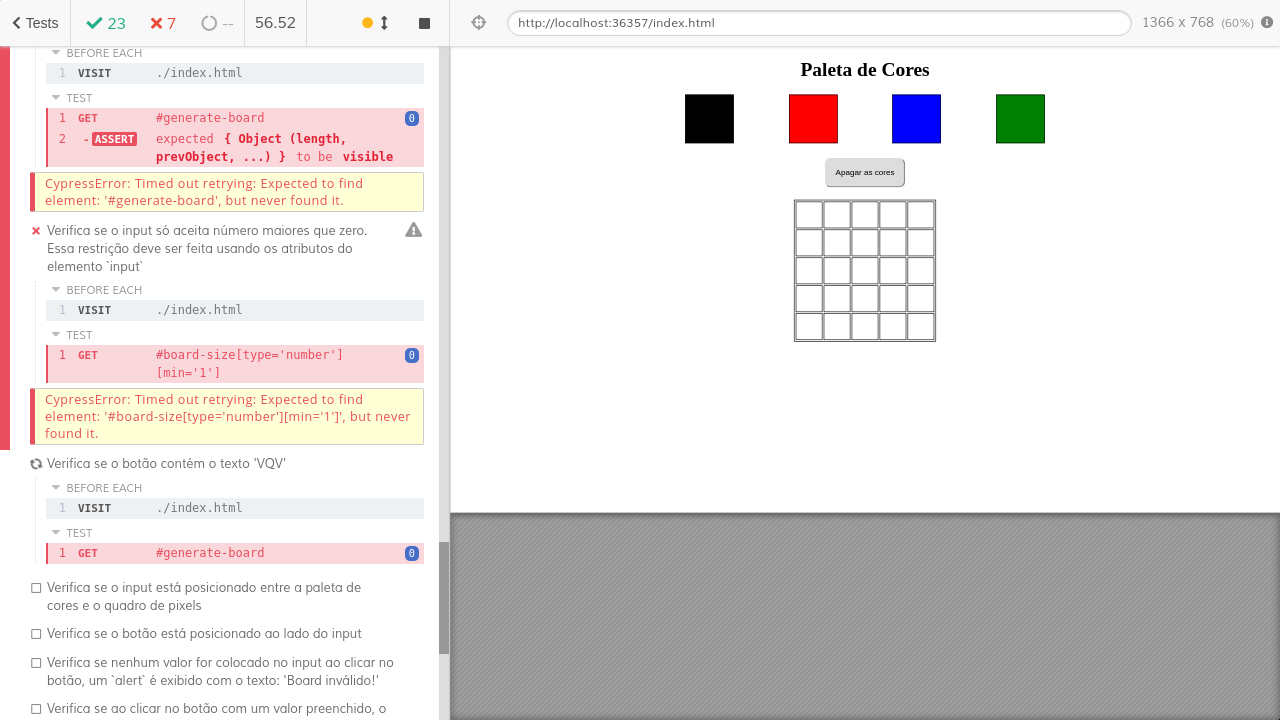 Tests
23
7
--
56.52
http://localhost:36357/index.html
1366 x 768 (60%)
BEFORE EACH
1 VISIT ./index.html
TEST
1 GET #generate-board 0
2 -ASSERT expected { Object (length,
prevObject, ...) } to be visible
CypressError: Timed out retrying: Expected to find
element: '#generate-board', but never found it.
Verifica se o input só aceita número maiores que zero.
Essa restrição deve ser feita usando os atributos do
elemento `input`
BEFORE EACH
1 VISIT ./index.html
TEST
1 GET #board-size[type='number'] 0
[min='1']
CypressError: Timed out retrying: Expected to find
element: '#board-size[type='number'][min='1']', but never
found it.
Verifica se o botão contém o texto 'VQV'
BEFORE EACH
1 VISIT ./index.html
TEST
1 GET #generate-board 0
Verifica se o input está posicionado entre a paleta de
cores e o quadro de pixels
Verifica se o botão está posicionado ao lado do input
Verifica se nenhum valor for colocado no input ao clicar no
botão, um `alert` é exibido com o texto: 'Board inválido!'
Verifica se ao clicar no botão com um valor preenchido, o
Paleta de Cores
Apagar as cores